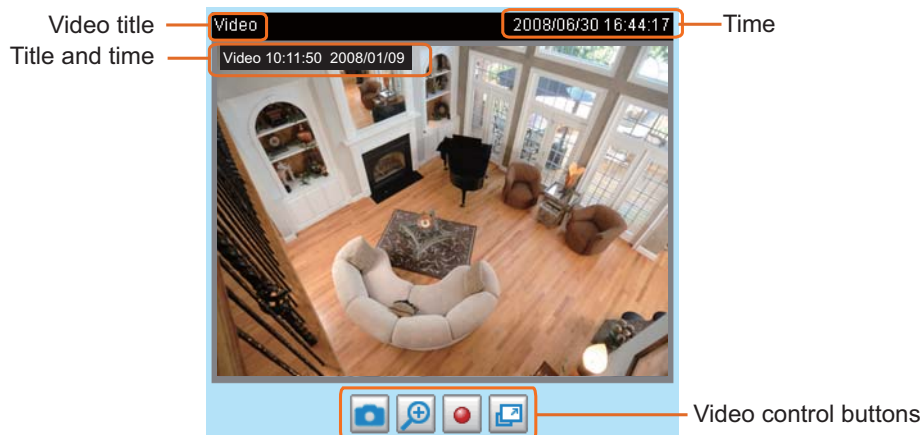 Video title
Video
2008/06/30 16:44:17
Time
Title and time
Video 10:11:50 2008/01/09
Video control buttons